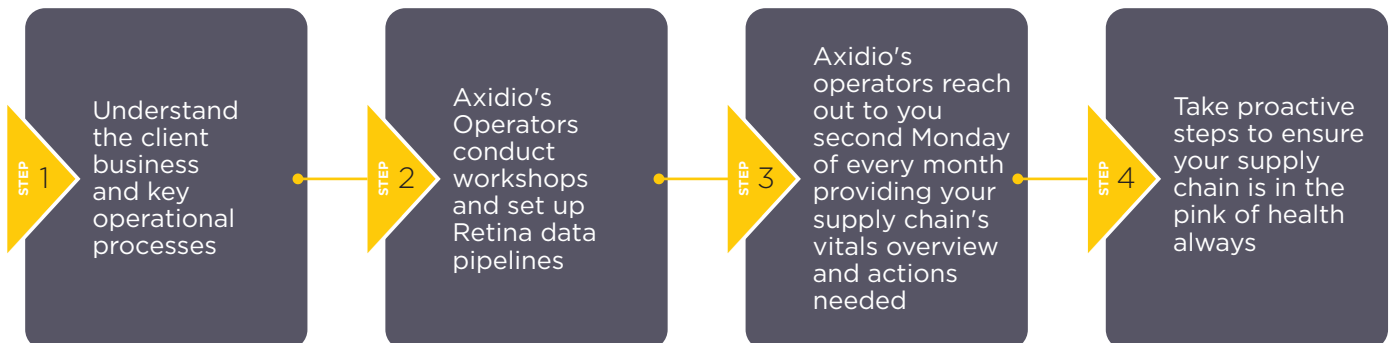 STEP 1
Understand
the client
business
and key
operational
processes
STEP 2
Axidio's
Operators
conduct
workshops
and set up
Retina data
pipelines
STEP 3
Axidio's
operators reach
out to you
second Monday
of every month
providing your
supply chain's
vitals overview
and actions
needed
STEP 4
Take proactive
steps to ensure
your supply
chain is in the
pink of health
always